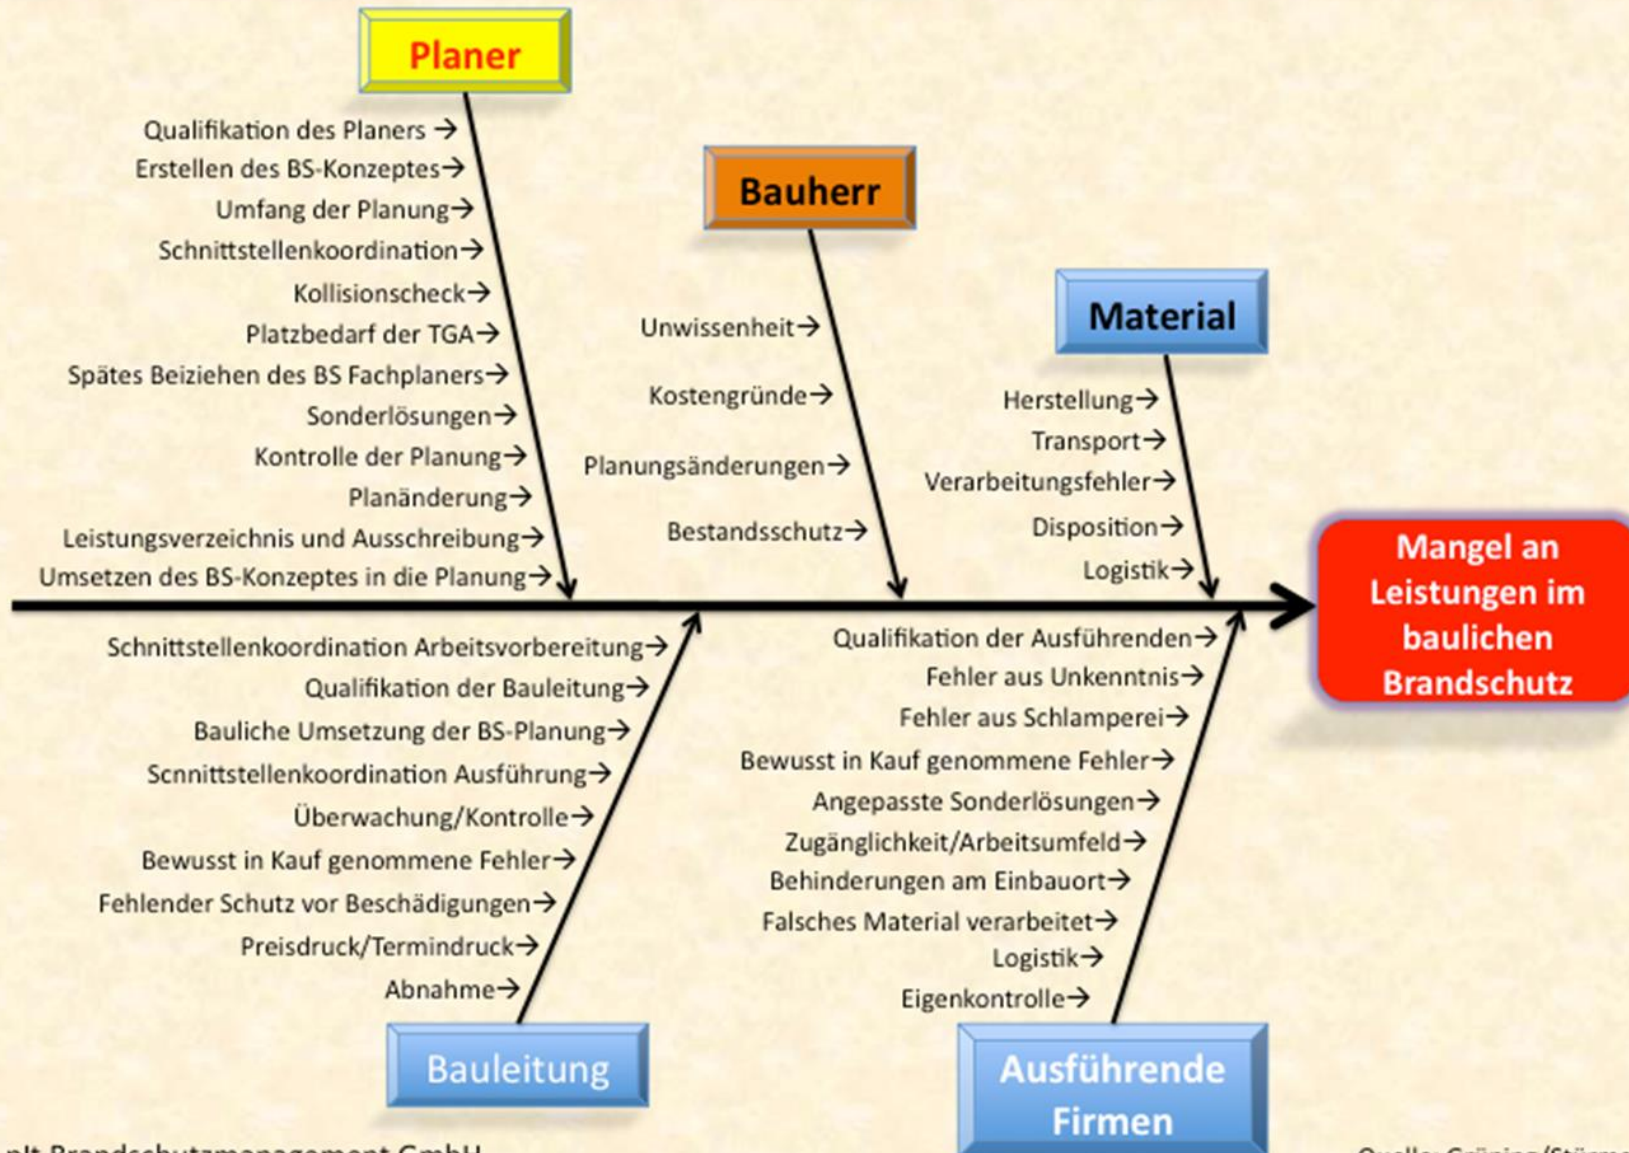 Planer
Qualifikation des Planers →
Erstellen des BS-Konzeptes→
Umfang der Planung→
Schnittstellenkoordination→
Kollisionscheck→
Platzbedarf der TGA→
Spätes Beiziehen des BS Fachplaners→
Sonderlösungen→
Kontrolle der Planung→
Planänderung→
Leistungsverzeichnis und Ausschreibung→
Umsetzen des BS-Konzeptes in die Planung→
Bauherr
Unwissenheit→
Kostengründe→
Planungsänderungen→
Bestandsschutz→
Material
Herstellung→
Transport→
Verarbeitungsfehler→
Disposition→
Logistik→
Mangel an
Leistungen im
baulichen
Brandschutz
Schnittstellenkoordination Arbeitsvorbereitung→
Qualifikation der Bauleitung→
Bauliche Umsetzung der BS-Planung→
Scnnittstellenkoordination Ausführung→
Überwachung/Kontrolle→
Bewusst in Kauf genommene Fehler→
Fehlender Schutz vor Beschädigungen→
Preisdruck/Termindruck→
Abnahme→
Bauleitung
Qualifikation der Ausführenden→
Fehler aus Unkenntnis→
Fehler aus Schlamperei→
Bewusst in Kauf genommene Fehler→
Angepasste Sonderlösungen→
Zugänglichkeit/Arbeitsumfeld→
Behinderungen am Einbauort→
Falsches Material verarbeitet→
Logistik→
Eigenkontrolle→
Ausführende
Firmen
Brandschutzmanagement GmbH
Quelle: Grüning/